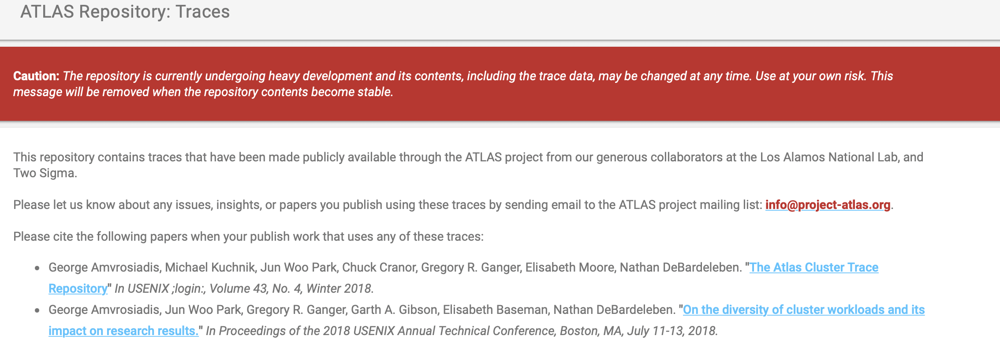 ATLAS Repository: Traces
Caution: The repository is currently undergoing heavy development and its contents, including the trace data, may be changed at any time. Use at your own risk. This
message will be removed when the repository contents become stable.
This repository contains traces that have been made publicly available through the ATLAS project from our generous collaborators at the Los Alamos National Lab, and
Two Sigma.
Please let us know about any issues, insights, or papers you publish using these traces by sending email to the ATLAS project mailing list: info@project-atlas.org.
Please cite the following papers when your publish work that uses any of these traces:
• George Amvrosiadis, Michael Kuchnik, Jun Woo Park, Chuck Cranor, Gregory R. Ganger, Elisabeth Moore, Nathan DeBardeleben. "The Atlas Cluster Trace
Repository" In USENIX ;login:, Volume 43, No. 4, Winter 2018.
• George Amvrosiadis, Jun Woo Park, Gregory R. Ganger, Garth A. Gibson, Elisabeth Baseman, Nathan DeBardeleben. "On the diversity of cluster workloads and its
impact on research results." In Proceedings of the 2018 USENIX Annual Technical Conference, Boston, MA, July 11-13, 2018.